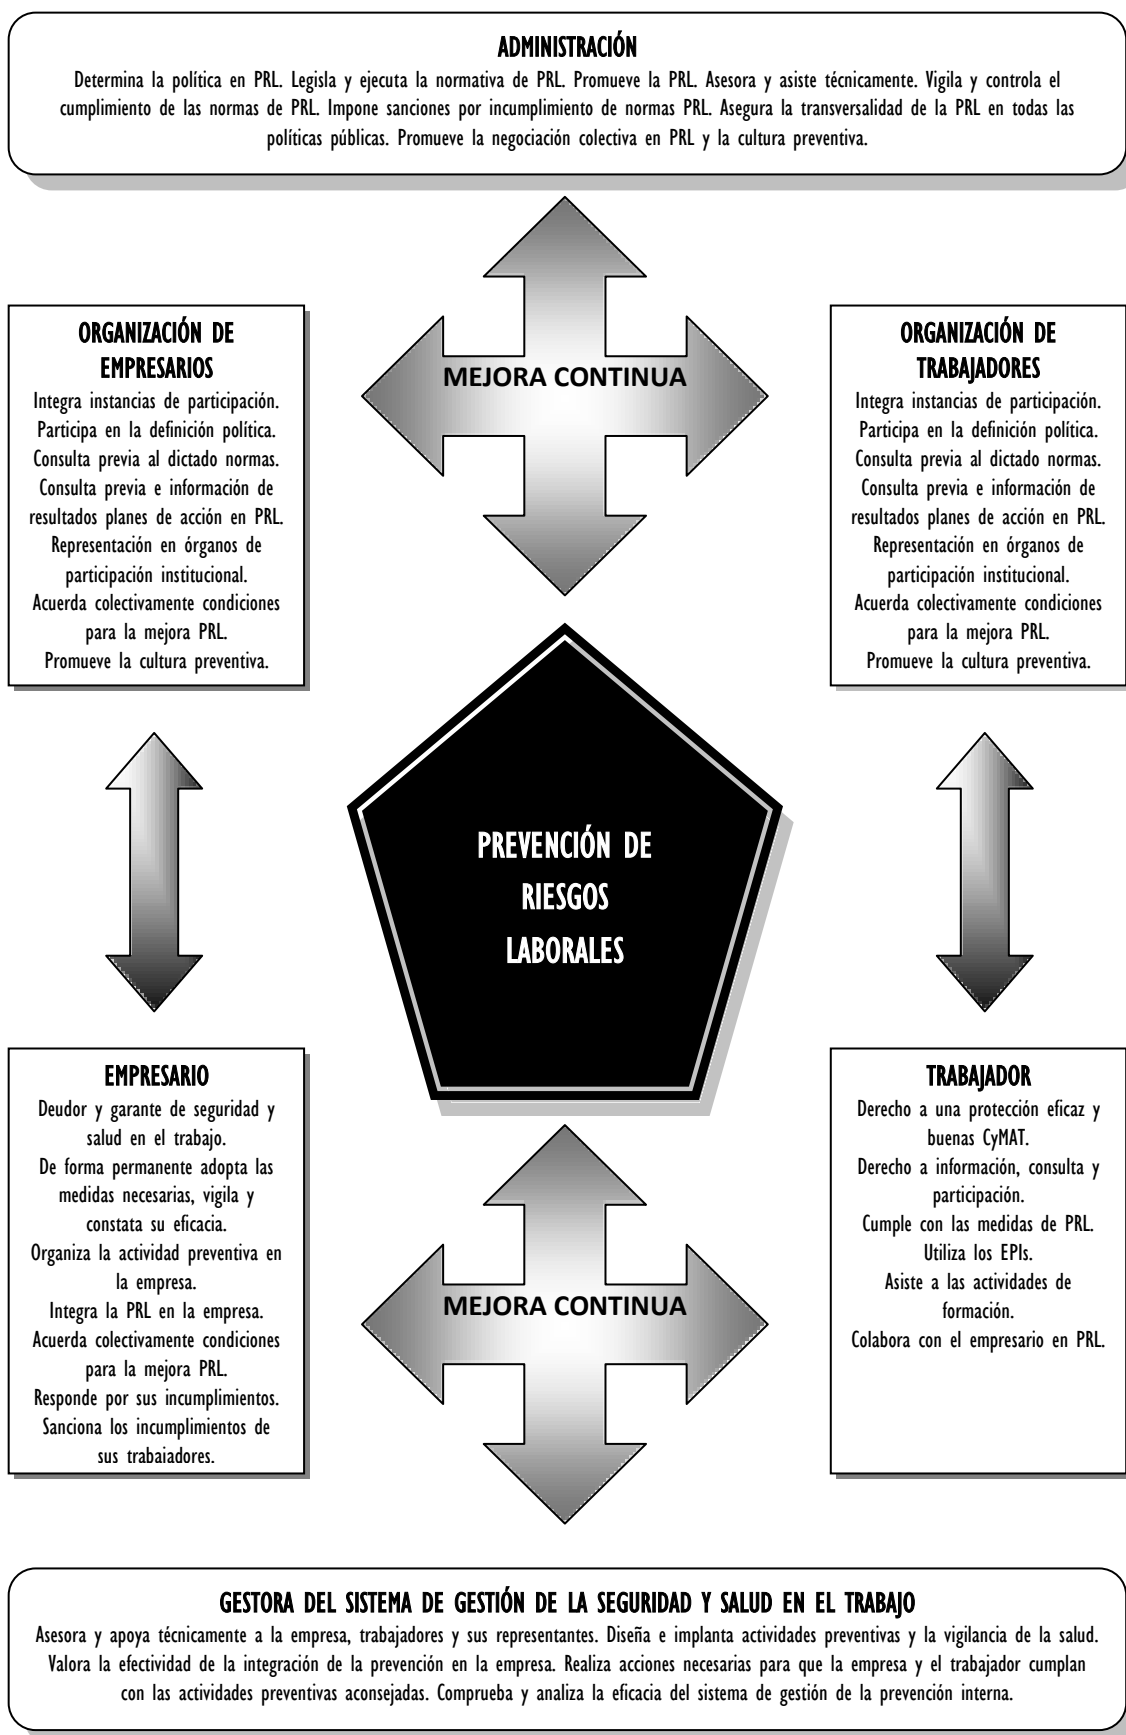 ADMINISTRACIÓN
Determina la política en PRL. Legisla y ejecuta la normativa de PRL. Promueve la PRL. Asesora y asiste técnicamente. Vigila y controla el
cumplimiento de las normas de PRL. Impone sanciones por incumplimiento de normas PRL. Asegura la transversalidad de la PRL en todas las
políticas públicas. Promueve la negociación colectiva en PRL y la cultura preventiva.
ORGANIZACIÓN DE
EMPRESARIOS
Integra instancias de participación.
Participa en la definición política.
Consulta previa al dictado normas.
Consulta previa e información de
resultados planes de acción en PRL.
Representación en órganos de
participación institucional.
Acuerda colectivamente condiciones
para la mejora PRL.
Promueve la cultura preventiva.
MEJORA CONTINUA
ORGANIZACIÓN DE
TRABAJADORES
Integra instancias de participación.
Participa en la definición política.
Consulta previa al dictado normas.
Consulta previa e información de
resultados planes de acción en PRL.
Representación en órganos de
participación institucional.
Acuerda colectivamente condiciones
para la mejora PRL.
Promueve la cultura preventiva.
PREVENCIÓN DE
RIESGOS
LABORALES
EMPRESARIO
Deudor y garante de seguridad y
salud en el trabajo.
De forma permanente adopta las
medidas necesarias, vigila y
constata su eficacia.
Organiza la actividad preventiva en
la empresa.
Integra la PRL en la empresa.
Acuerda colectivamente condiciones
para la mejora PRL.
Responde por sus incumplimientos.
Sanciona los incumplimientos de
sus trabajadores.
MEJORA CONTINUA
TRABAJADOR
Derecho a una protección eficaz y
buenas CyMAT.
Derecho a información, consulta y
participación.
Cumple con las medidas de PRL.
Utiliza los EPIs.
Asiste a las actividades de
formación.
Colabora con el empresario en PRL.
GESTORA DEL SISTEMA DE GESTIÓN DE LA SEGURIDAD Y SALUD EN EL TRABAJO
Asesora y apoya técnicamente a la empresa, trabajadores y sus representantes. Diseña e implanta actividades preventivas y la vigilancia de la salud.
Valora la efectividad de la integración de la prevención en la empresa. Realiza acciones necesarias para que la empresa y el trabajador cumplan
con las actividades preventivas aconsejadas. Comprueba y analiza la eficacia del sistema de gestión de la prevención interna.